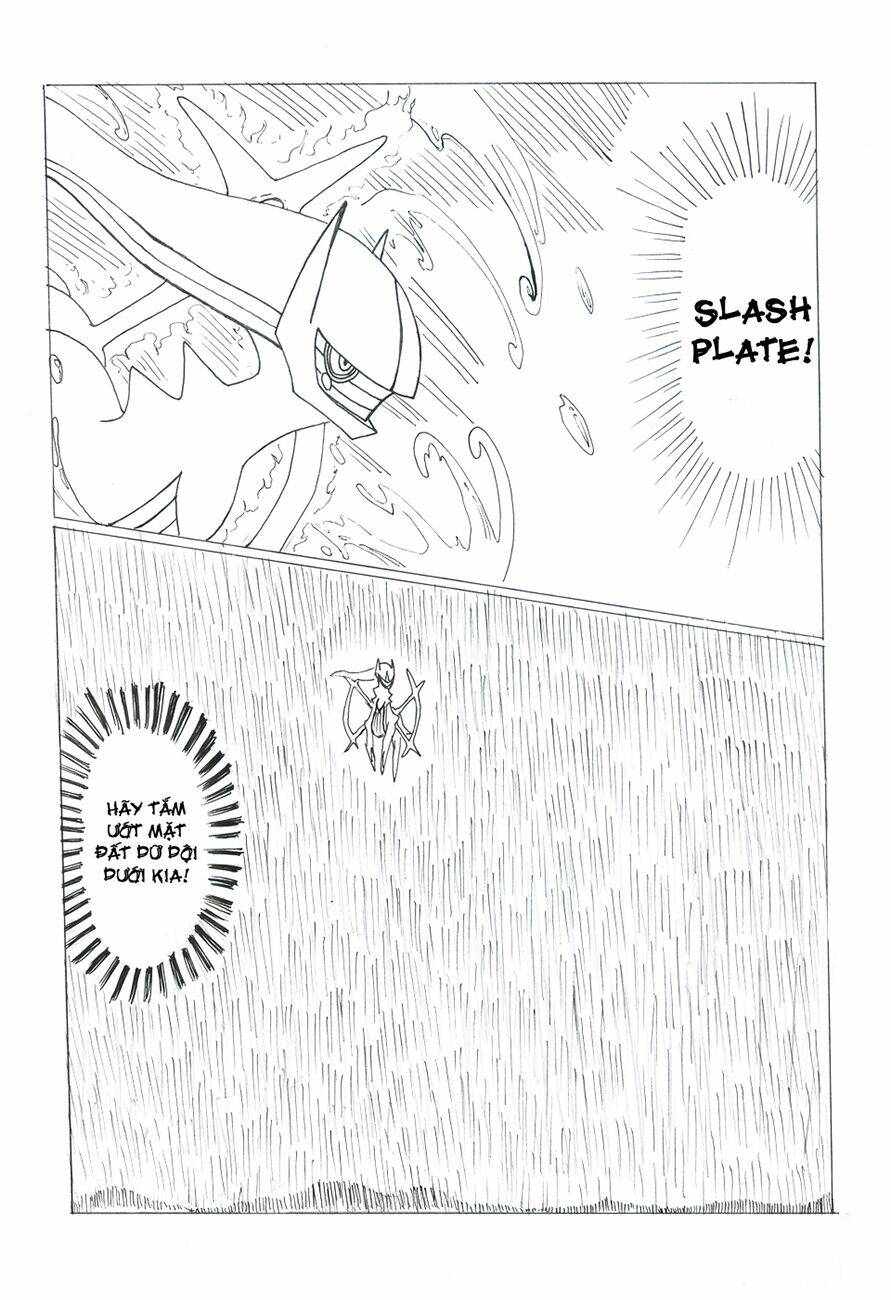 SLASH
PLATE!
HÃY TẮM
ƯỚT MẶT
ĐẤT DỮ DỘI
DƯỚI KIA!